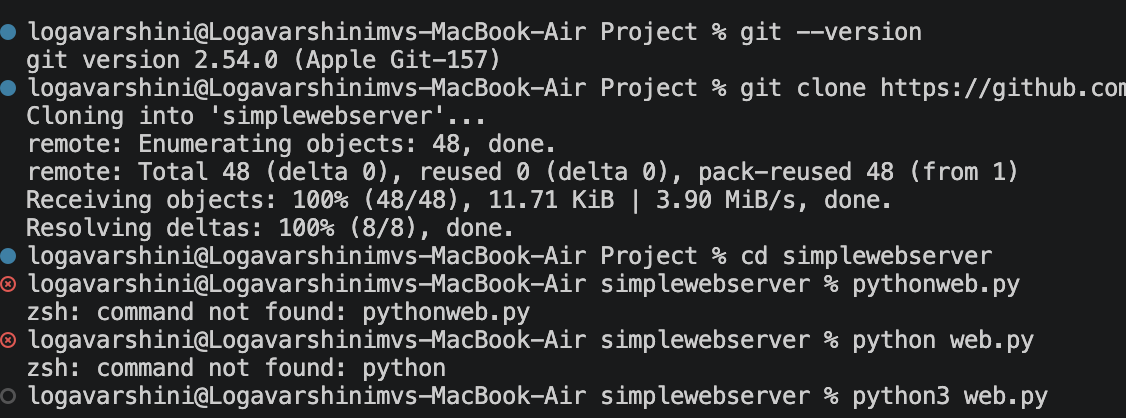 logavarshini@Logavarshinimvs-MacBook-Air Project % git --version
git version 2.54.0 (Apple Git-157)
logavarshini@Logavarshinimvs-MacBook-Air Project % git clone https://github.com
Cloning into 'simplewebserver'...
remote: Enumerating objects: 48, done.
remote: Total 48 (delta 0), reused 0 (delta 0), pack-reused 48 (from 1)
Receiving objects: 100% (48/48), 11.71 KiB | 3.90 MiB/s, done.
Resolving deltas: 100% (8/8), done.
logavarshini@Logavarshinimvs-MacBook-Air Project % cd simplewebserver
logavarshini@Logavarshinimvs-MacBook-Air simplewebserver % pythonweb.py
zsh: command not found: pythonweb.py
logavarshini@Logavarshinimvs-MacBook-Air simplewebserver % python web.py
zsh: command not found: python
logavarshini@Logavarshinimvs-MacBook-Air simplewebserver % python3 web.py